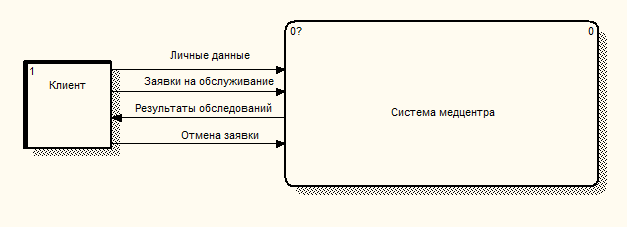 0? 0
Личные данные
1
Клиент
Заявки на обслуживание
Результаты обследований
Система медцентра
Отмена заявки